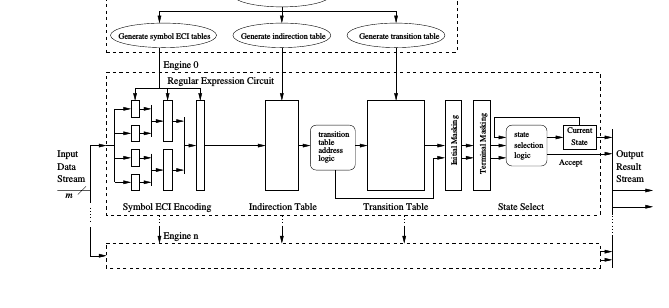 Generate symbol ECI tables
Generate indirection table
Generate transition table
Engine 0
Regular Expression Circuit
Input
Data
Stream
m
transition
table
address
logic
Initial Masking
Terminal Masking
state
selection
logic
Current
State
Accept
Output
Result
Stream
Symbol ECI Encoding
Indirection Table
Transition Table
State Select
Engine n